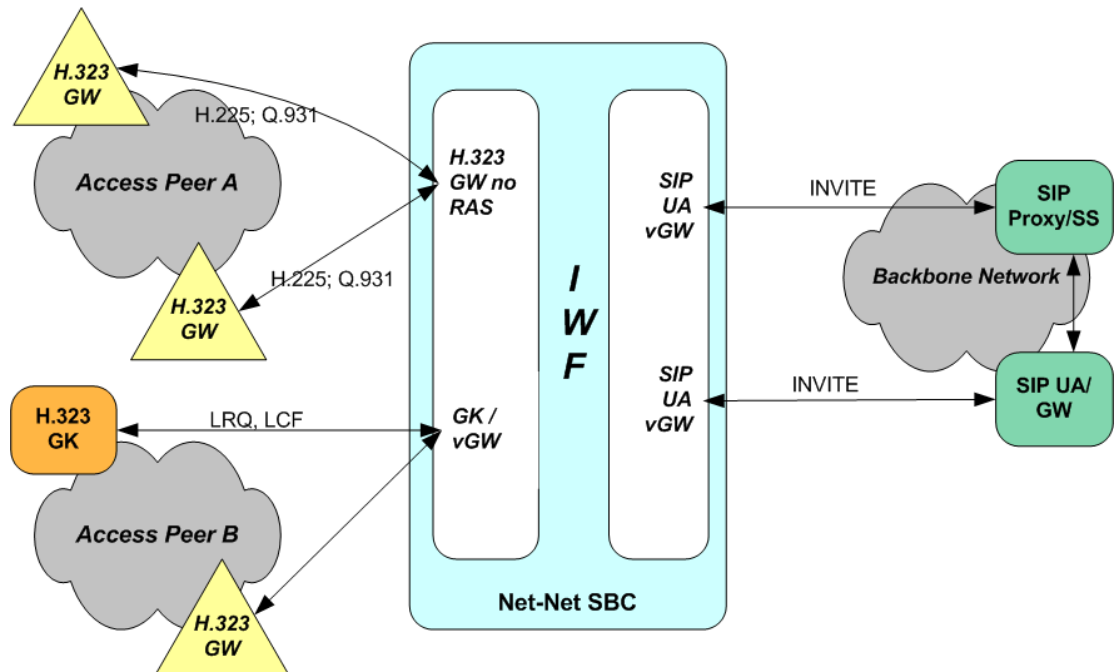 H.323
GW
H.225; Q.931
Access Peer A
H.225; Q.931
H.323
GW
H.323
GK
LRQ, LCF
Access Peer B
H.323
GW
H.323
GW no
RAS
GK /
vGW
I
W
F
SIP
UA
vGW
SIP
UA
vGW
Net-Net SBC
INVITE
INVITE
SIP
Proxy/SS
Backbone Network
SIP UA/
GW